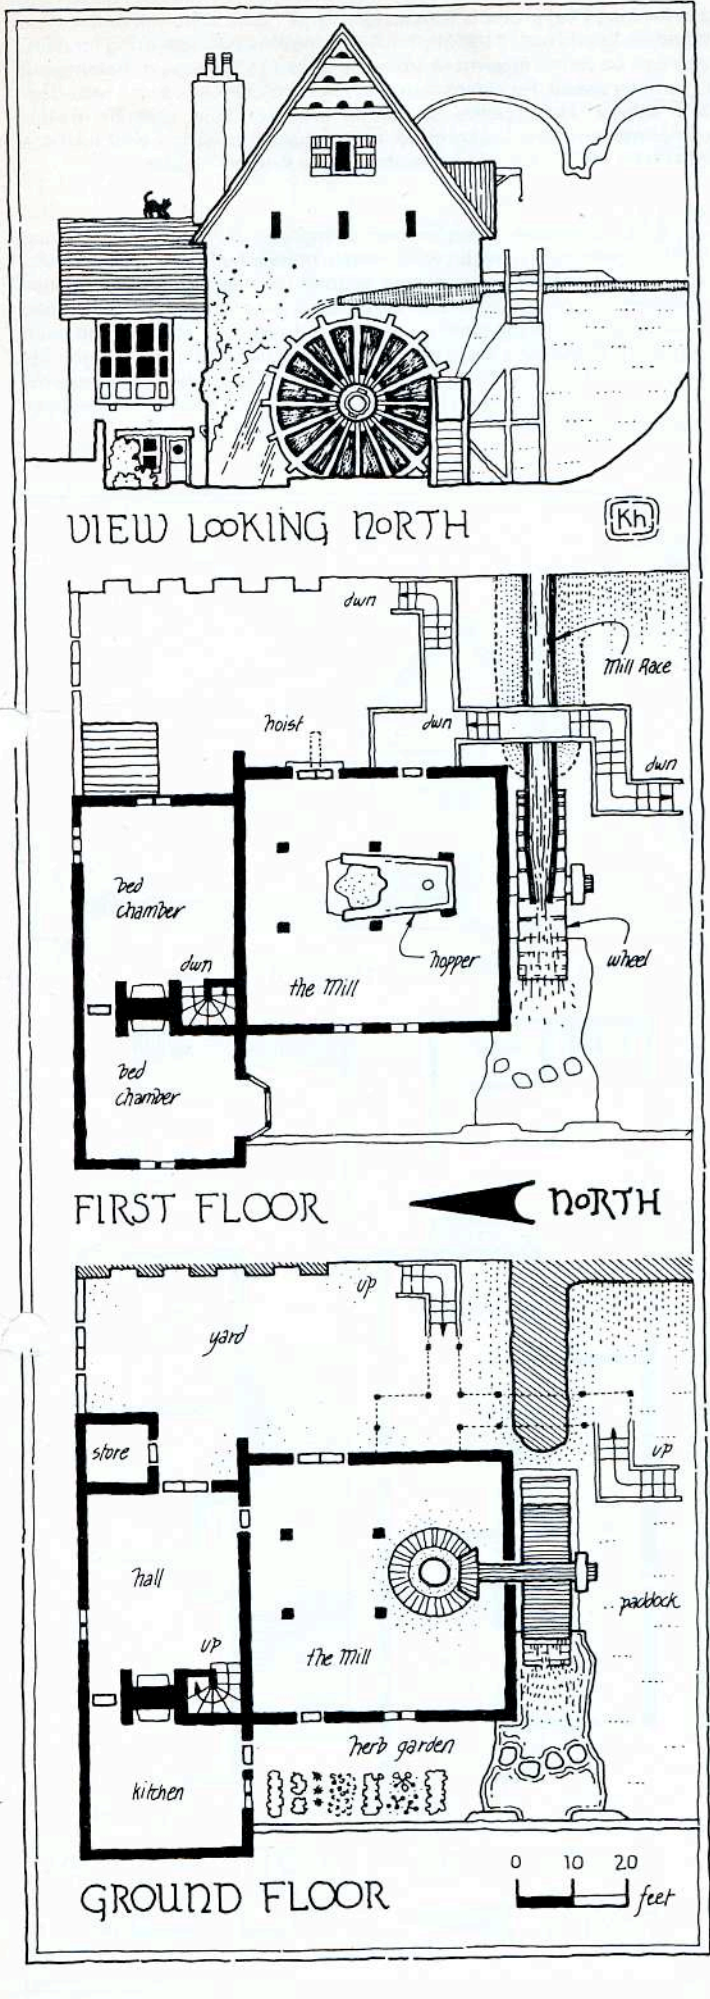 VIEW LOOKING NORTH
Kh
dwn
Mill Race
hoist
dwn
dwn
bed
chamber
dwn
hopper
wheel
the Mill
bed
chamber
FIRST FLOOR
NORTH
up
yard
store
up
hall
paddock
up
the Mill
herb garden
kitchen
0 10 20
feet
GROUND FLOOR